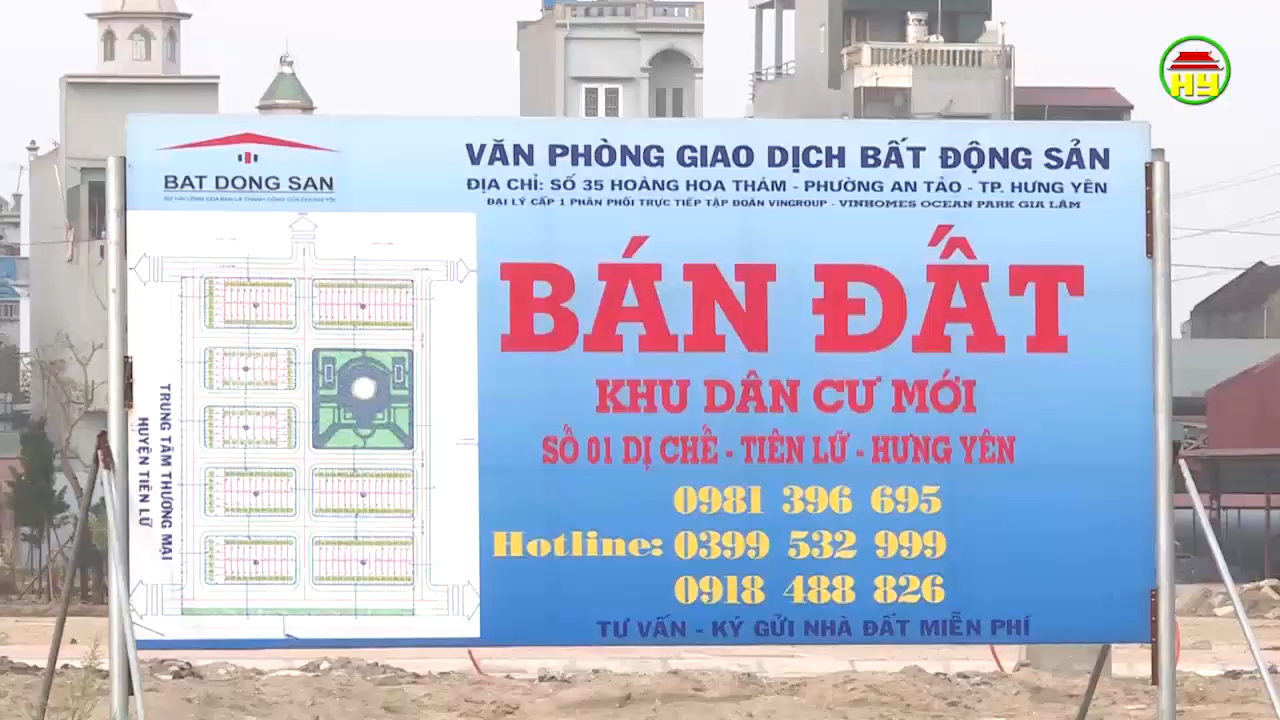 HY
BAT DONG SAN
VĂN PHÒNG GIAO DỊCH BẤT ĐỘNG SẢN
ĐỊA CHỈ: SỐ 35 HOÀNG HOA THÁM - PHƯỜNG AN TẢO - TP. HƯNG YÊN
ĐẠI LÝ CẤP 1 PHÂN PHỐI TRỰC TIẾP TẬP ĐOÀN VINGROUP - VINHOMES OCEAN PARK GIA LÂM
TRUNG TÂM THƯƠNG MẠI
HUYỆN TIÊN LỮ
BÁN ĐẤT
KHU DÂN CƯ MỚI
SỐ 01 DỊ CHẾ - TIÊN LỮ - HƯNG YÊN
0981 396 695
Hotline: 0399 532 999
0918 488 826
TƯ VẤN - KÝ GỬI NHÀ ĐẤT MIỄN PHÍ